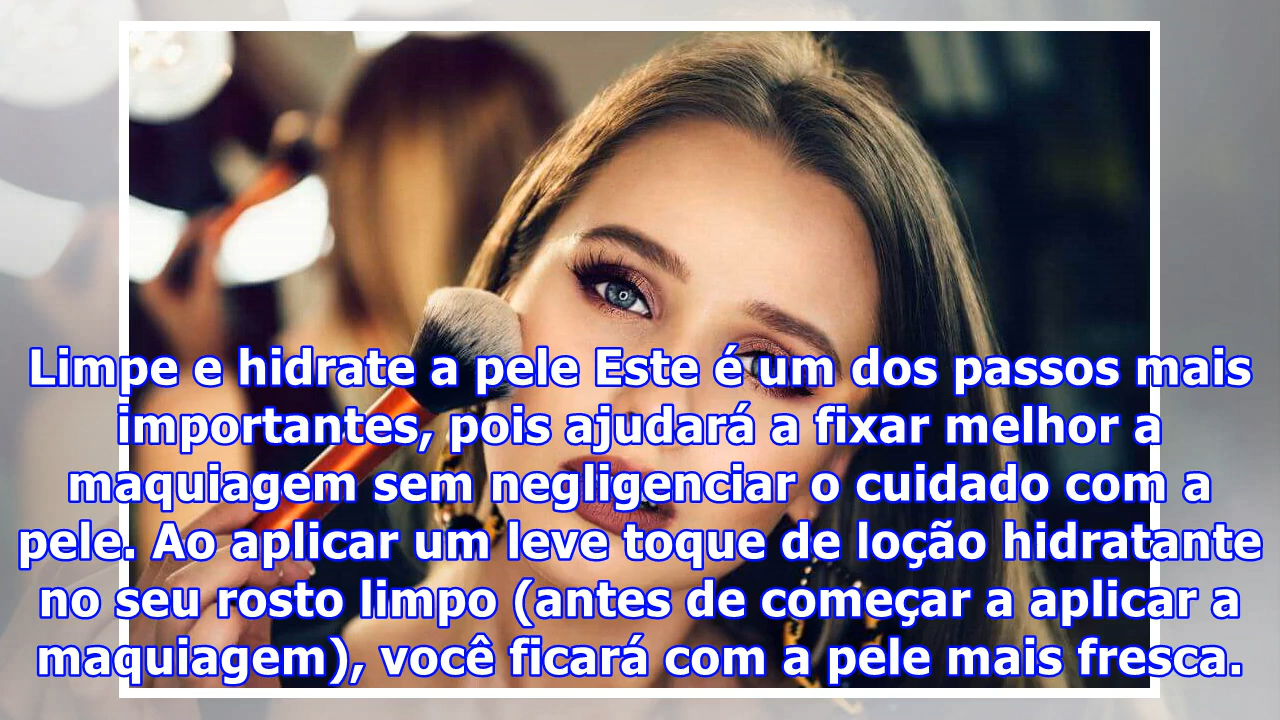 Limpe e hidrate a pele Este é um dos passos mais
importantes, pois ajudará a fixar melhor a
maquiagem sem negligenciar o cuidado com a
pele. Ao aplicar um leve toque de loção hidratante
no seu rosto limpo (antes de começar a aplicar a
maquiagem), você ficará com a pele mais fresca.